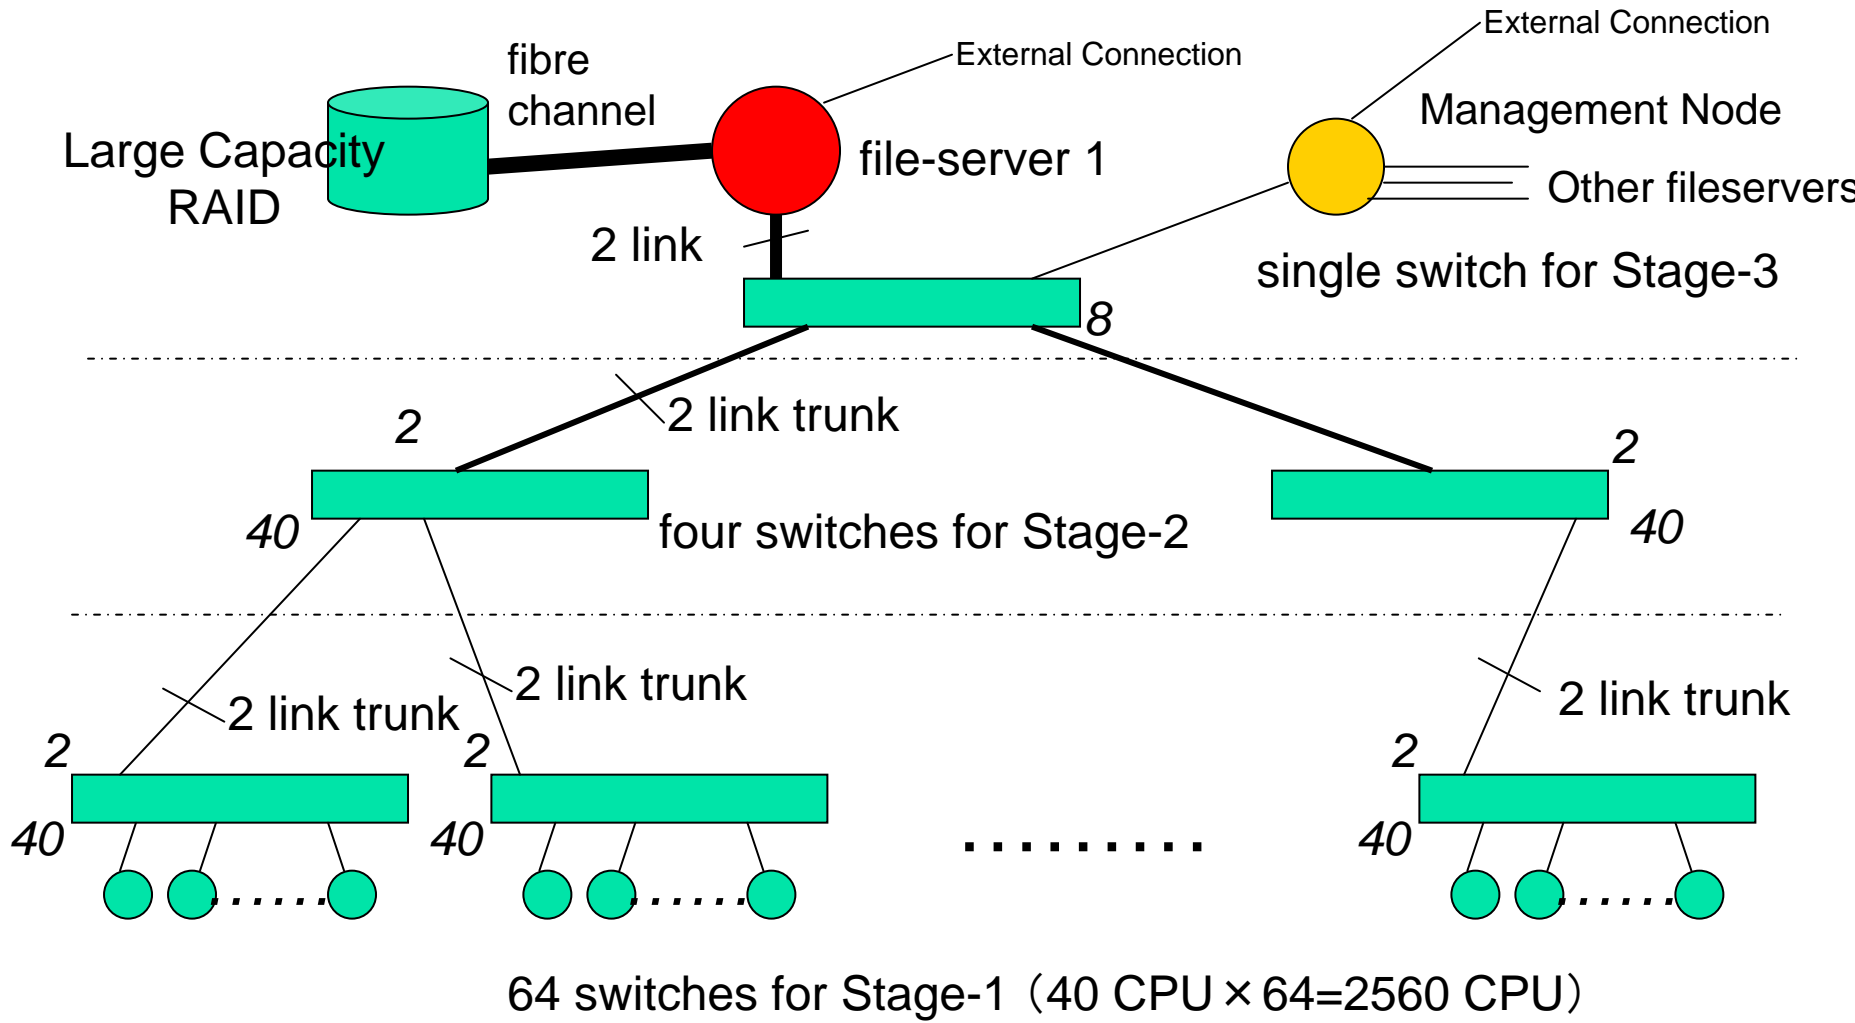 External Connection
External Connection
fibre
channel
Management Node
Large Capacity
RAID
file-server 1
Other fileservers
2 link
single switch for Stage-3
8
2 link trunk
2
2
40
four switches for Stage-2
40
2 link trunk
2 link trunk
2 link trunk
2
2
2
40
40
40
64 switches for Stage-1（40 CPU×64=2560 CPU）